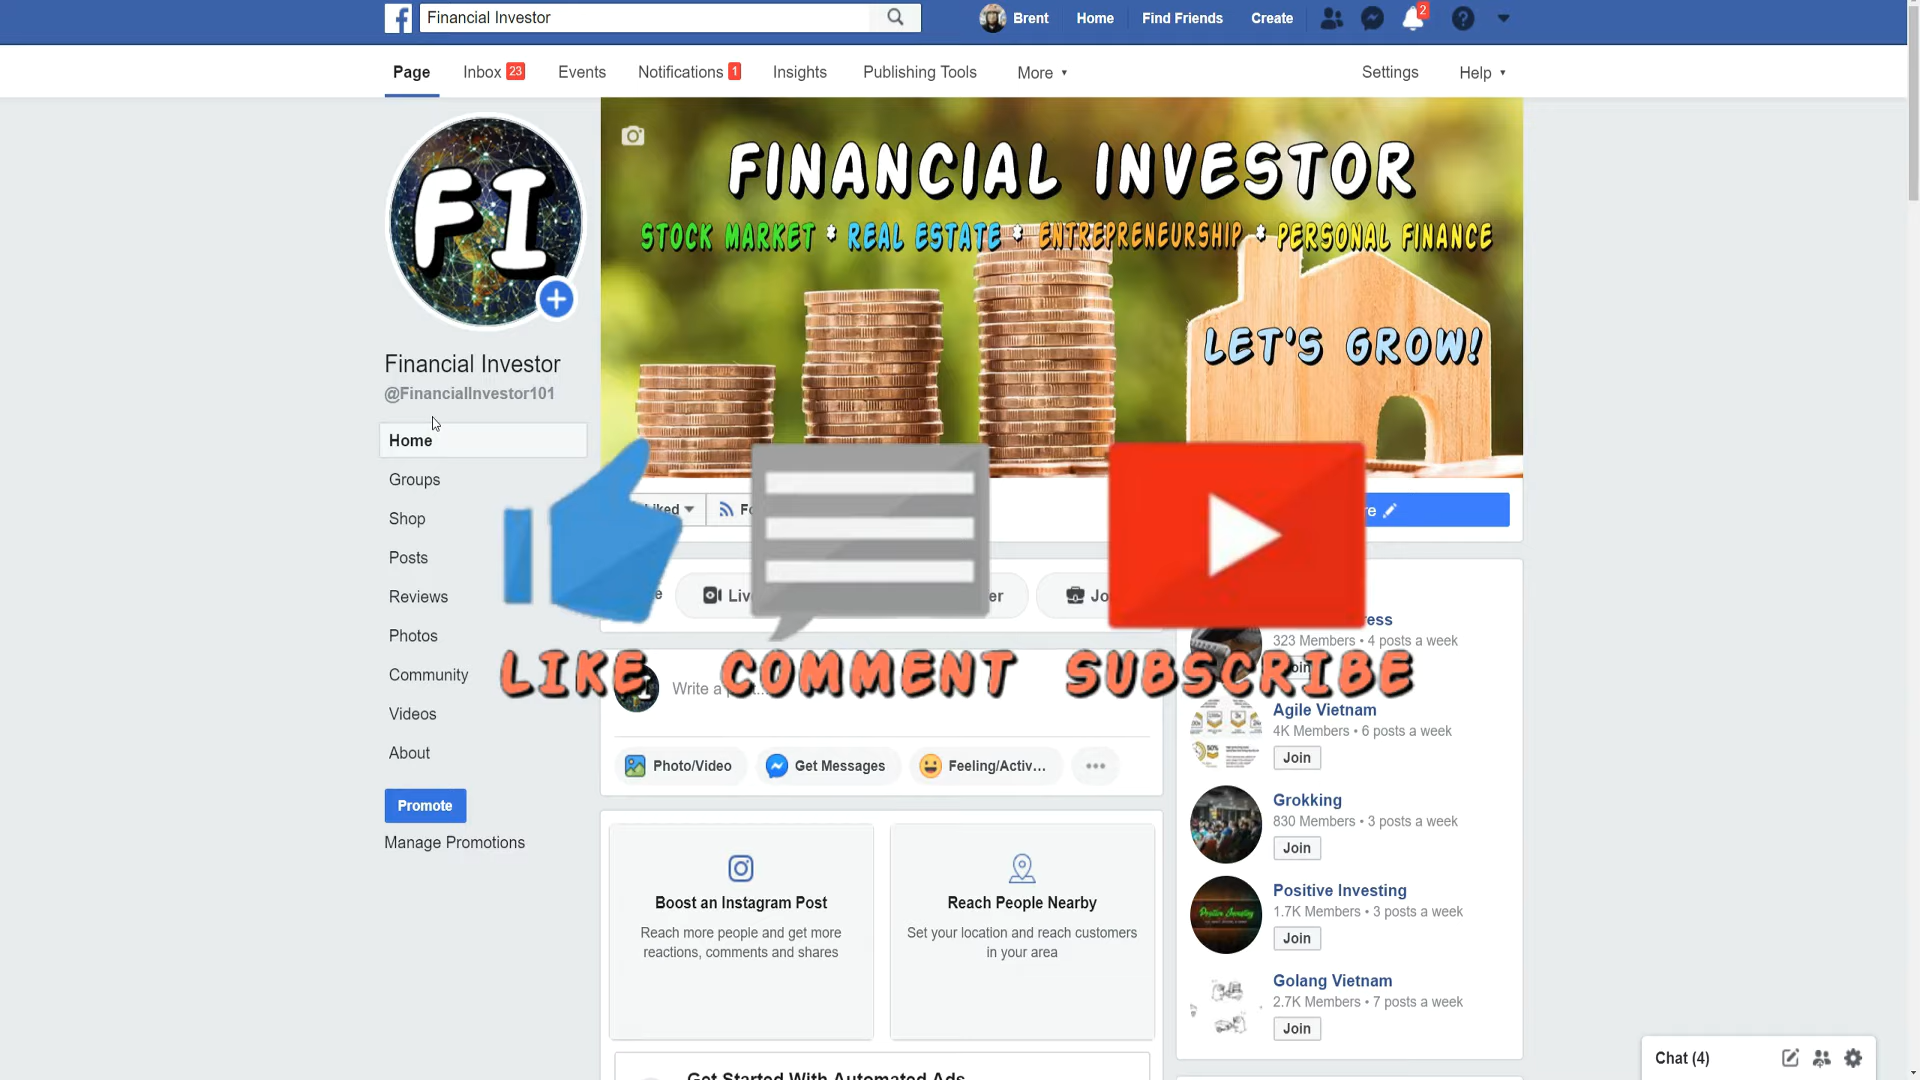 Financial Investor
Brent
Home
Find Friends
Create
2
Page
Inbox 23
Events
Notifications 1
Insights
Publishing Tools
More
Settings
Help
FI
FINANCIAL INVESTOR
STOCK MARKET * REAL ESTATE * ENTREPRENEURSHIP * PERSONAL FINANCE
LET'S GROW!
Financial Investor
@FinancialInvestor101
Home
Groups
Shop
Posts
Reviews
Photos
Community
Videos
About
Promote
Manage Promotions
LIKE COMMENT SUBSCRIBE
Photo/Video
Get Messages
Feeling/Activ...
Boost an Instagram Post
Reach more people and get more
reactions, comments and shares
Reach People Nearby
Set your location and reach customers
in your area
323 Members • 4 posts a week
Agile Vietnam
4K Members • 6 posts a week
Join
Grokking
830 Members • 3 posts a week
Join
Positive Investing
1.7K Members • 3 posts a week
Join
Golang Vietnam
2.7K Members • 7 posts a week
Join
Get Started With Automated Ads
Chat (4)